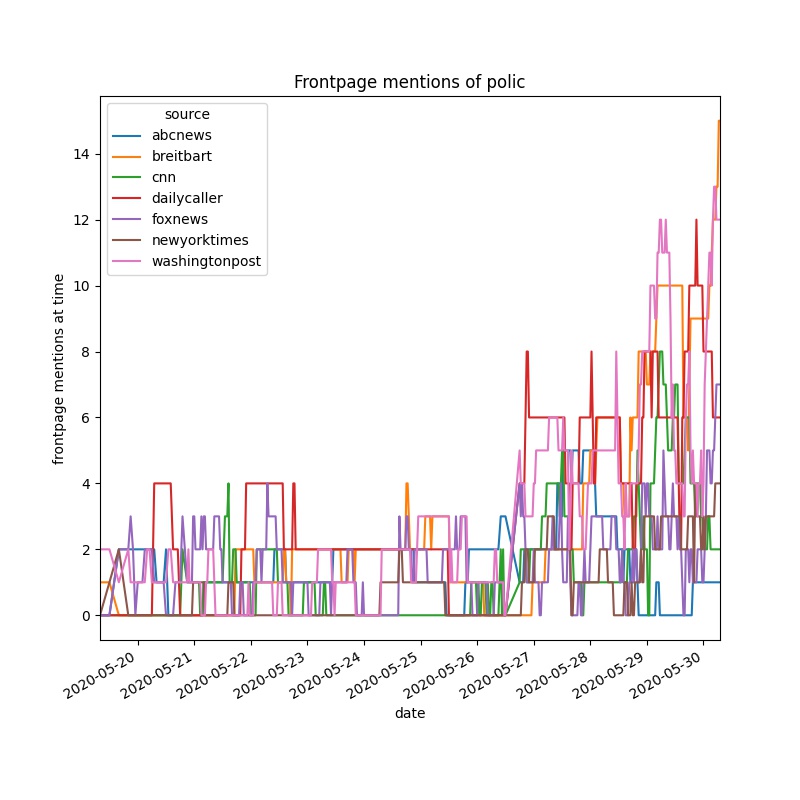 Frontpage mentions of polic
source
abcnews
breitbart
cnn
dailycaller
foxnews
newyorktimes
washingtonpost
frontpage mentions at time
14
12
10
8
6
4
2
0
2020-05-20
2020-05-21
2020-05-22
2020-05-23
2020-05-24
2020-05-25
2020-05-26
2020-05-27
2020-05-28
2020-05-29
2020-05-30
date